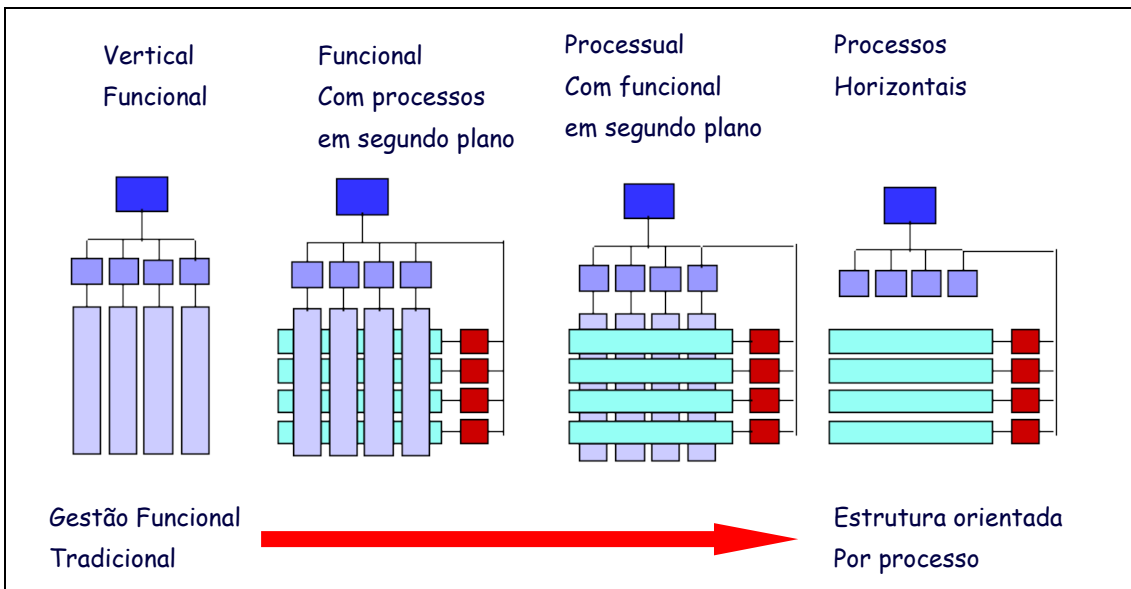 Vertical
Funcional
Funcional
Com processos
em segundo plano
Processual
Com funcional
em segundo plano
Processos
Horizontais
Gestão Funcional
Tradicional
Estrutura orientada
Por processo